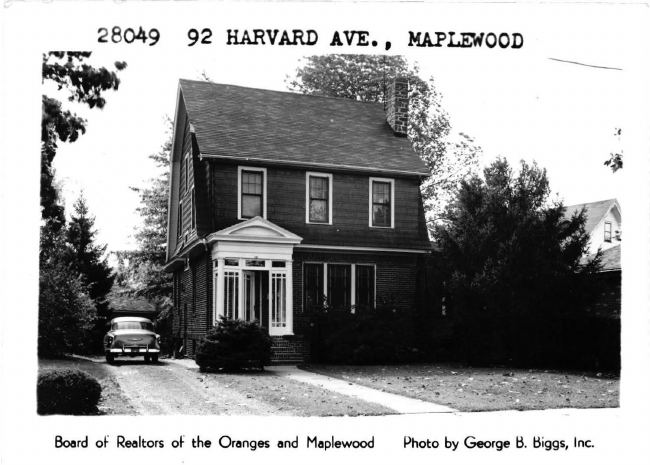 28049 92 HARVARD AVE., MAPLEWOOD
Board of Realtors of the Oranges and Maplewood Photo by George B. Biggs, Inc.